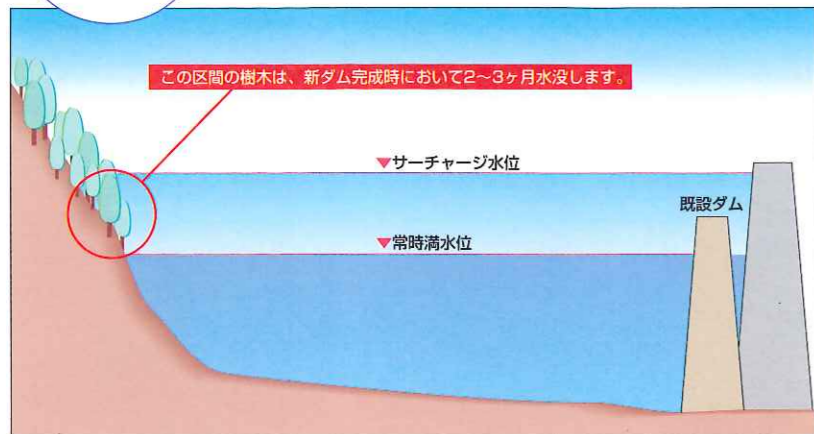 この区間の樹木は、新ダム完成時において2〜3ヶ月水没します。
▼サーチャージ水位
既設ダム
▼常時満水位